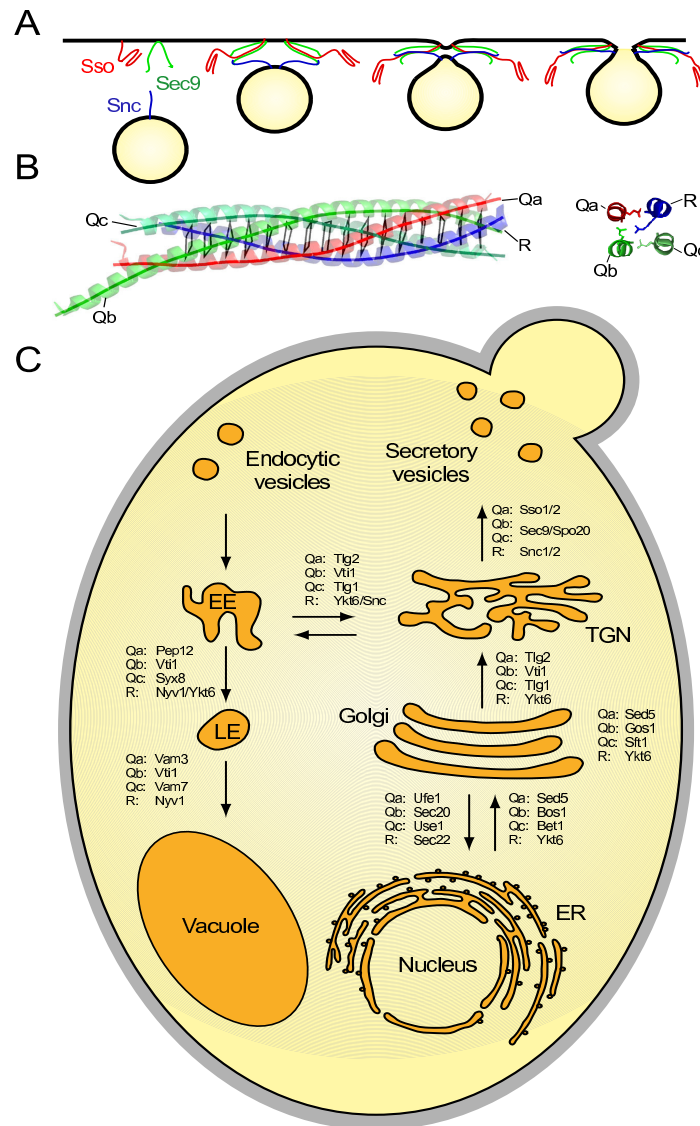 A
Sso
Sec9
Snc
B
Qa
Qc
R
Qb
Qa
R
Qb
Qc
C
Endocytic
vesicles
Secretory
vesicles
Qa: Sso1/2
Qb:
Sec9/Spo20
Qc:
R: Snc1/2
Qa: Tlg2
Qb: Vti1
Qc: Tlg1
R: Ykt6/Snc
EE
TGN
Qa: Pep12
Qb: Vti1
Qc: Syx8
R: Nyv1/Ykt6
Qa: Tlg2
Qb: Vti1
Qc: Tlg1
R: Ykt6
LE
Golgi
Qa: Sed5
Qb: Gos1
Qc: Sft1
R: Ykt6
Qa: Vam3
Qb: Vti1
Qc: Vam7
R: Nyv1
Qa: Ufe1
Qb: Sec20
Qc: Use1
R: Sec22
Qa: Sed5
Qb: Bos1
Qc: Bet1
R: Ykt6
Vacuole
ER
Nucleus